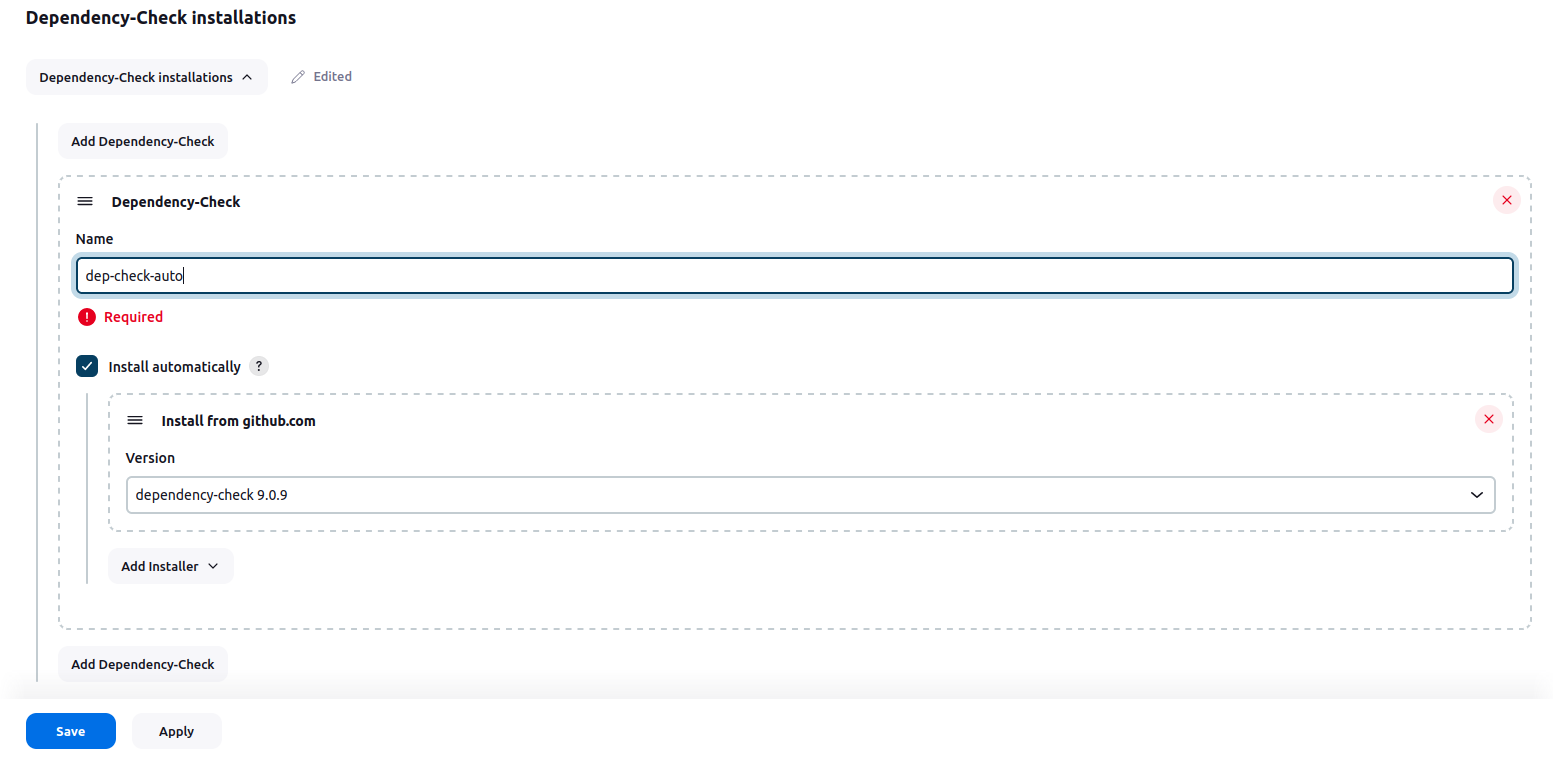 Dependency-Check installations
Dependency-Check installations
Edited
Add Dependency-Check
Dependency-Check
Name
dep-check-auto
! Required
Install automatically ?
Install from github.com
Version
dependency-check 9.0.9
Add Installer
Add Dependency-Check
Save Apply